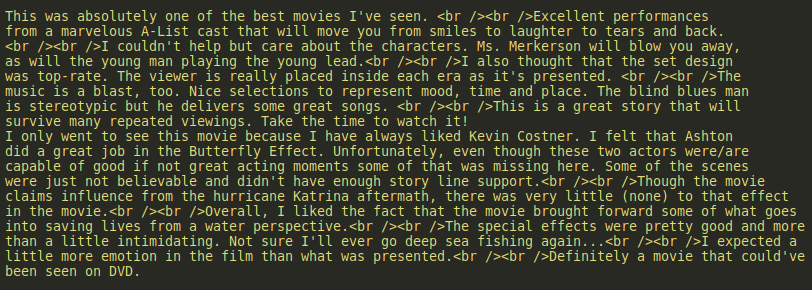 This was absolutely one of the best movies I've seen. <br /><br />Excellent performances
from a marvelous A-List cast that will move you from smiles to laughter to tears and back.
<br /><br />I couldn't help but care about the characters. Ms. Merkerson will blow you away,
as will the young man playing the young lead.<br /><br />I also thought that the set design
was top-rate. The viewer is really placed inside each era as it's presented. <br /><br />The
music is a blast, too. Nice selections to represent mood, time and place. The blind blues man
is stereotypic but he delivers some great songs. <br /><br />This is a great story that will
survive many repeated viewings. Take the time to watch it!
I only went to see this movie because I have always liked Kevin Costner. I felt that Ashton
did a great job in the Butterfly Effect. Unfortunately, even though these two actors were/are
capable of good if not great acting moments some of that was missing here. Some of the scenes
were just not believable and didn't have enough story line support.<br /><br />Though the movie
claims influence from the hurricane Katrina aftermath, there was very little (none) to that effect
in the movie.<br /><br />Overall, I liked the fact that the movie brought forward some of what goes
into saving lives from a water perspective.<br /><br />The special effects were pretty good and more
than a little intimidating. Not sure I'll ever go deep sea fishing again...<br /><br />I expected a
little more emotion in the film than what was presented.<br /><br />Definitely a movie that could've
been seen on DVD.